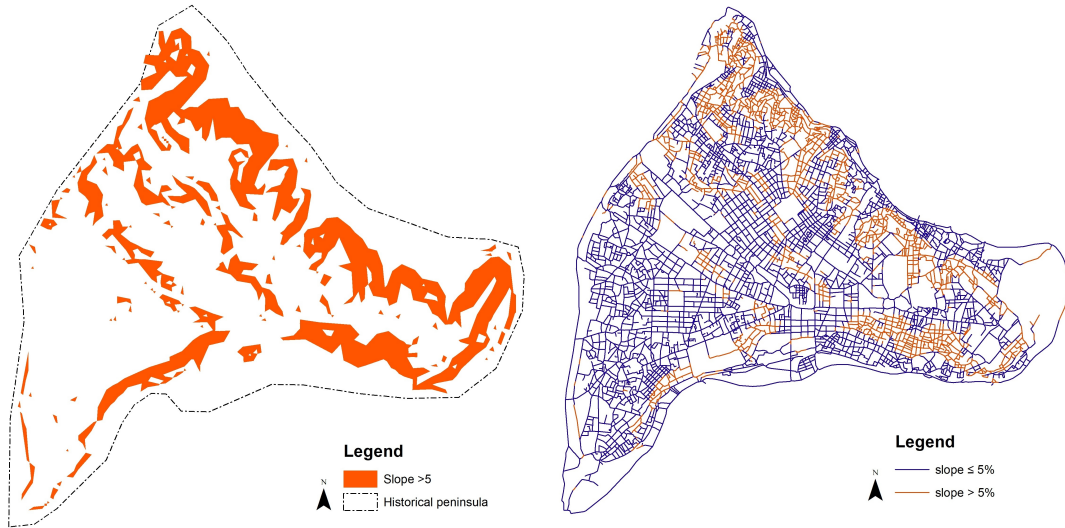 Legend
N
Slope >5
Historical peninsula
Legend
N
slope ≤ 5%
slope > 5%